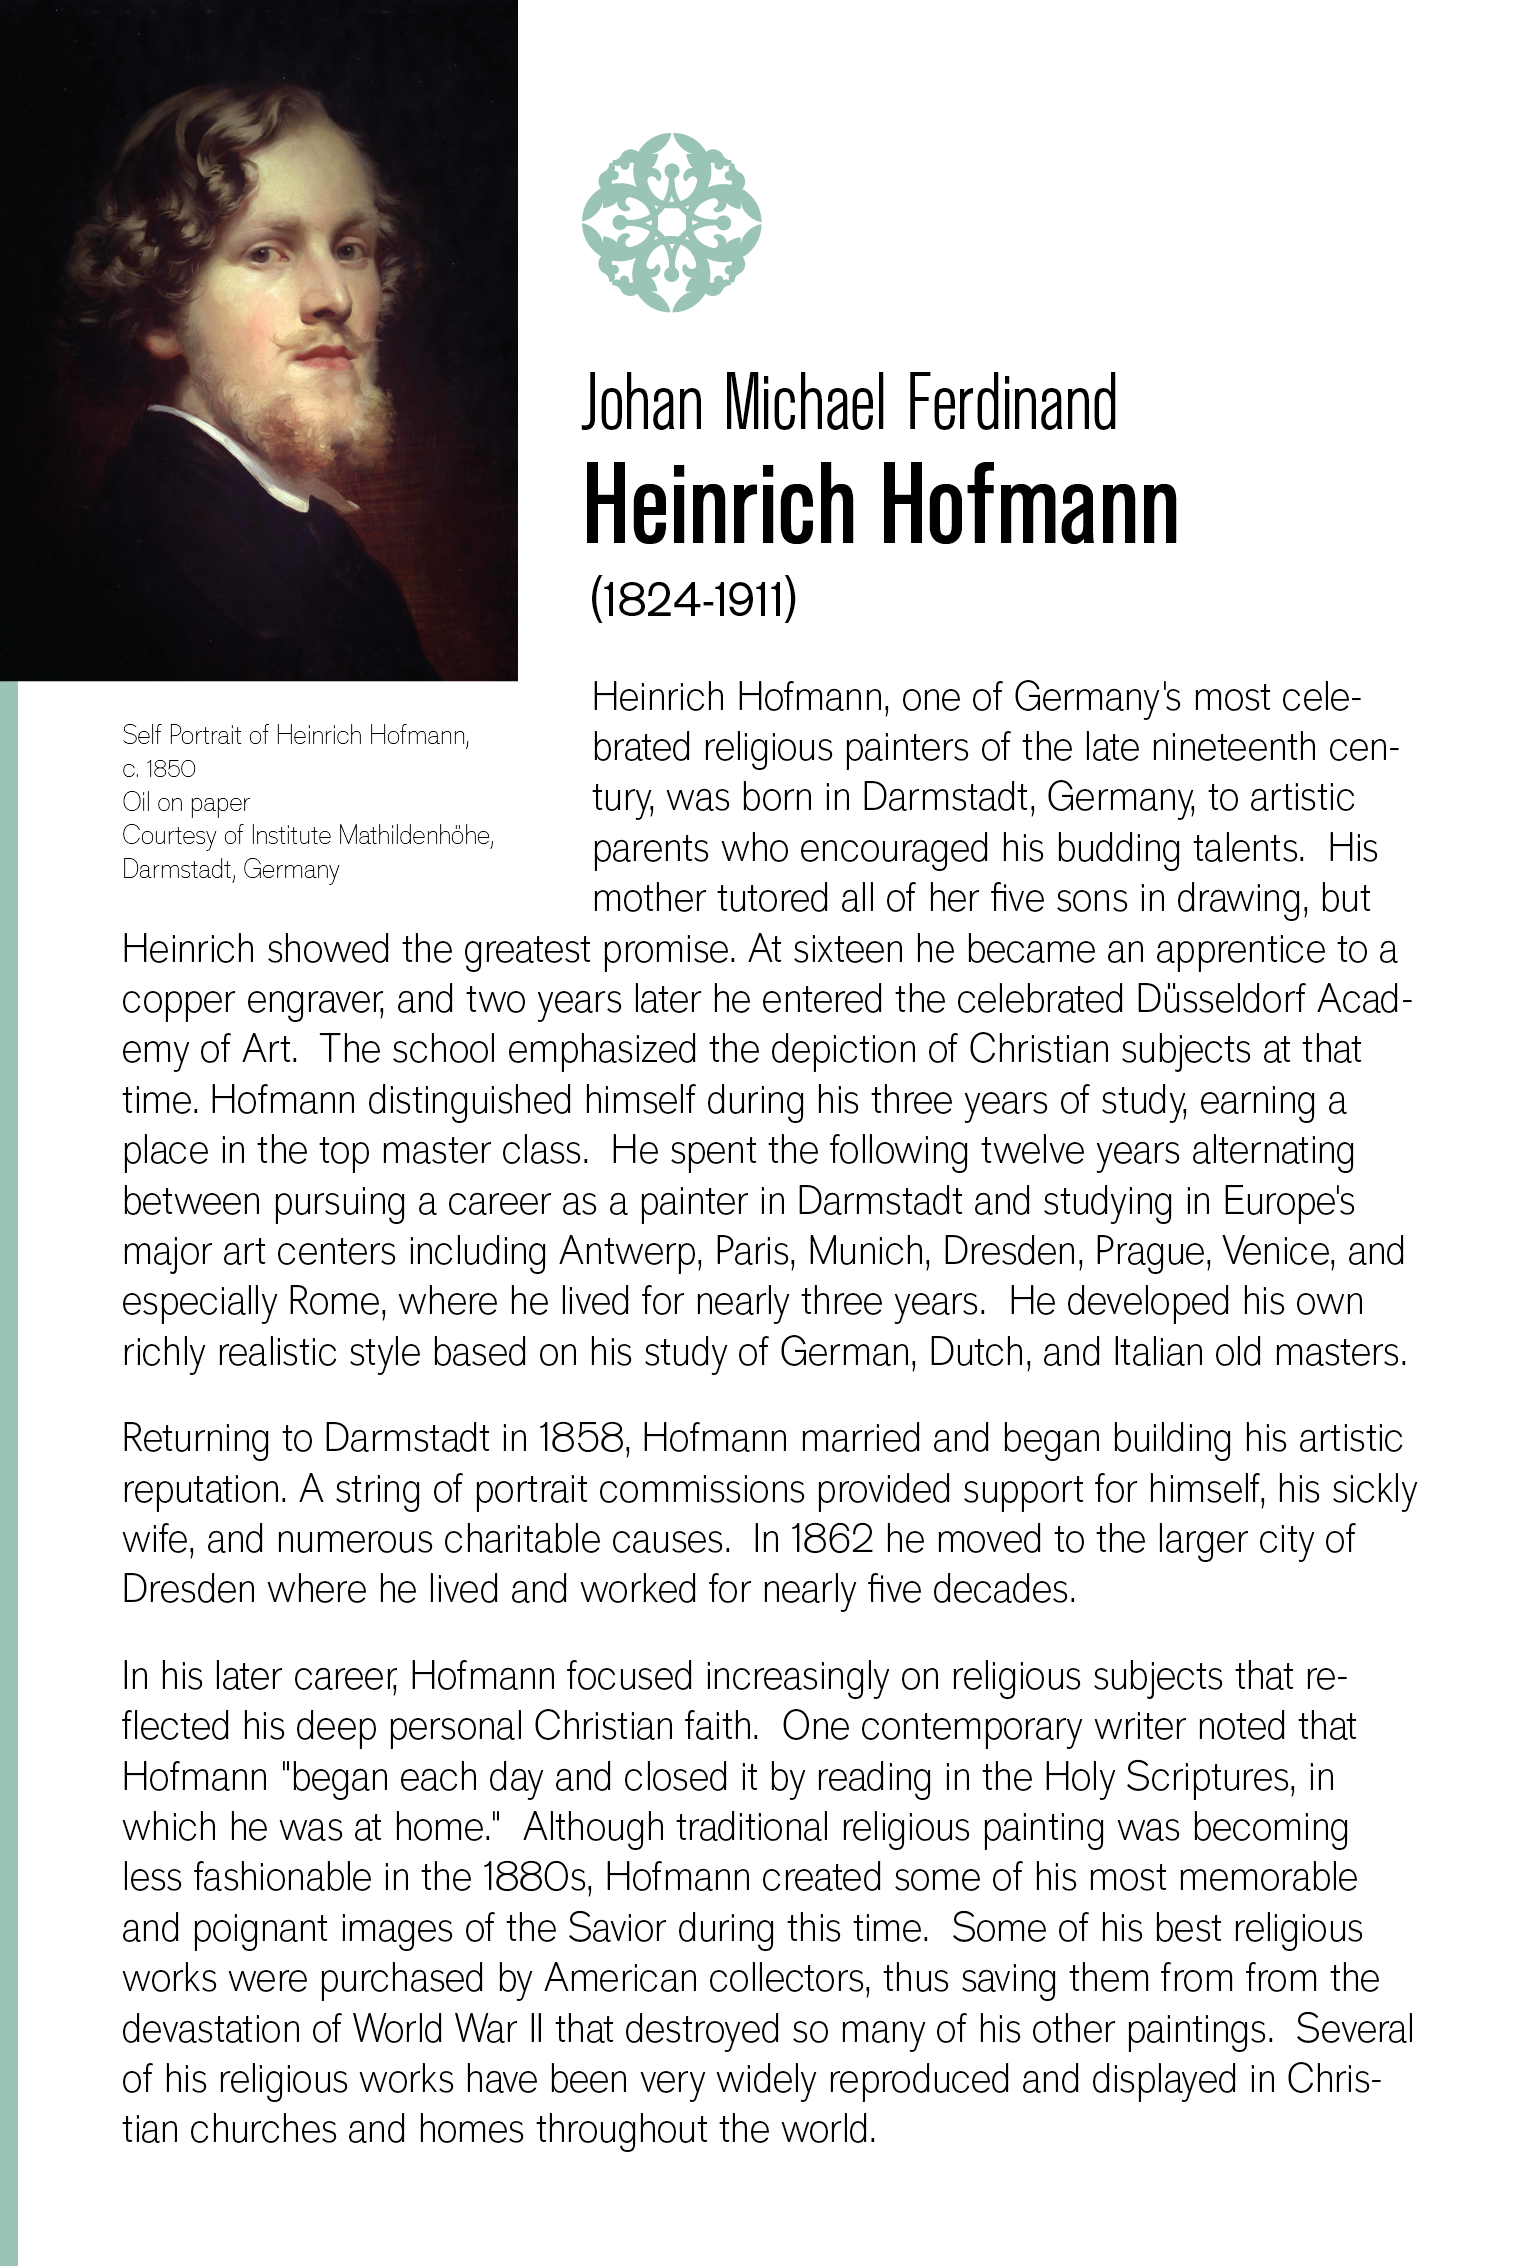 Johan Michael Ferdinand
Heinrich Hofmann
(1824-1911)
Self Portrait of Heinrich Hofmann,
c. 1850
Oil on paper
Courtesy of Institute Mathildenhöhe,
Darmstadt, Germany
Heinrich Hofmann, one of Germany's most cele-
brated religious painters of the late nineteenth cen-
tury, was born in Darmstadt, Germany, to artistic
parents who encouraged his budding talents. His
mother tutored all of her five sons in drawing, but
Heinrich showed the greatest promise. At sixteen he became an apprentice to a
copper engraver, and two years later he entered the celebrated Düsseldorf Acad-
emy of Art. The school emphasized the depiction of Christian subjects at that
time. Hofmann distinguished himself during his three years of study, earning a
place in the top master class. He spent the following twelve years alternating
between pursuing a career as a painter in Darmstadt and studying in Europe's
major art centers including Antwerp, Paris, Munich, Dresden, Prague, Venice, and
especially Rome, where he lived for nearly three years. He developed his own
richly realistic style based on his study of German, Dutch, and Italian old masters.
Returning to Darmstadt in 1858, Hofmann married and began building his artistic
reputation. A string of portrait commissions provided support for himself, his sickly
wife, and numerous charitable causes. In 1862 he moved to the larger city of
Dresden where he lived and worked for nearly five decades.
In his later career, Hofmann focused increasingly on religious subjects that re-
flected his deep personal Christian faith. One contemporary writer noted that
Hofmann "began each day and closed it by reading in the Holy Scriptures, in
which he was at home." Although traditional religious painting was becoming
less fashionable in the 1880s, Hofmann created some of his most memorable
and poignant images of the Savior during this time. Some of his best religious
works were purchased by American collectors, thus saving them from from the
devastation of World War II that destroyed so many of his other paintings. Several
of his religious works have been very widely reproduced and displayed in Chris-
tian churches and homes throughout the world.